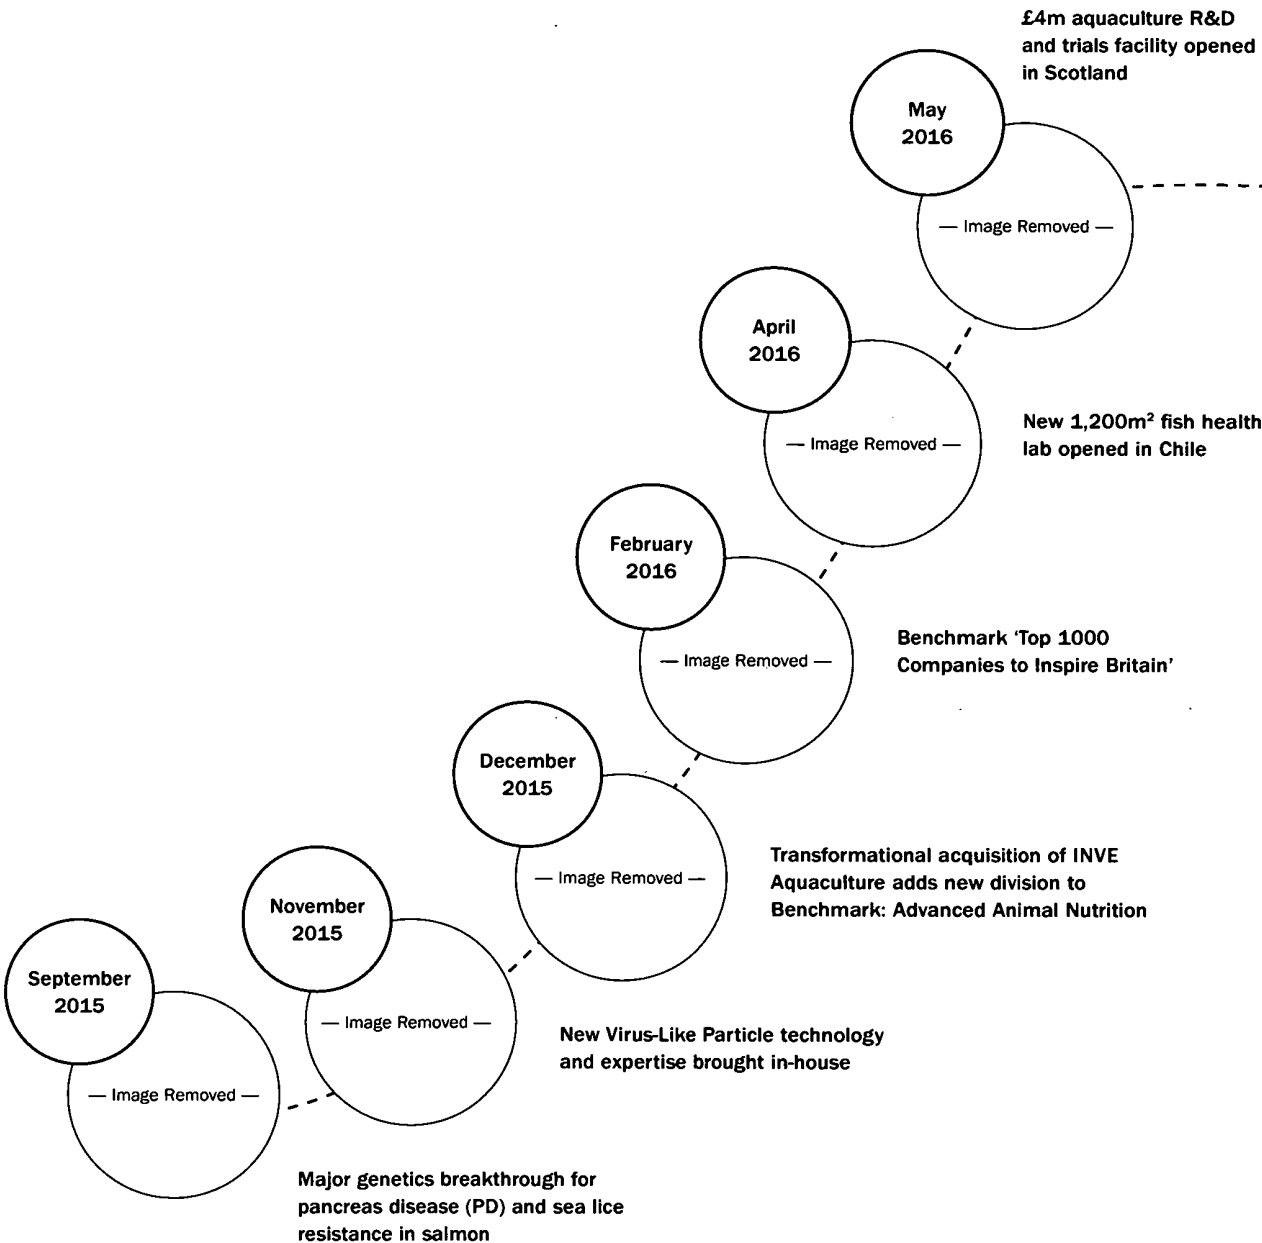 £4m aquaculture R&D
and trials facility opened
in Scotland
May
2016
— Image Removed —
April
2016
— Image Removed —
New 1,200m² fish health
lab opened in Chile
February
2016
— Image Removed —
Benchmark ‘Top 1000
Companies to Inspire Britain’
December
2015
— Image Removed —
Transformational acquisition of INVE
Aquaculture adds new division to
Benchmark: Advanced Animal Nutrition
November
2015
— Image Removed —
New Virus-Like Particle technology
and expertise brought in-house
September
2015
— Image Removed —
Major genetics breakthrough for
pancreas disease (PD) and sea lice
resistance in salmon